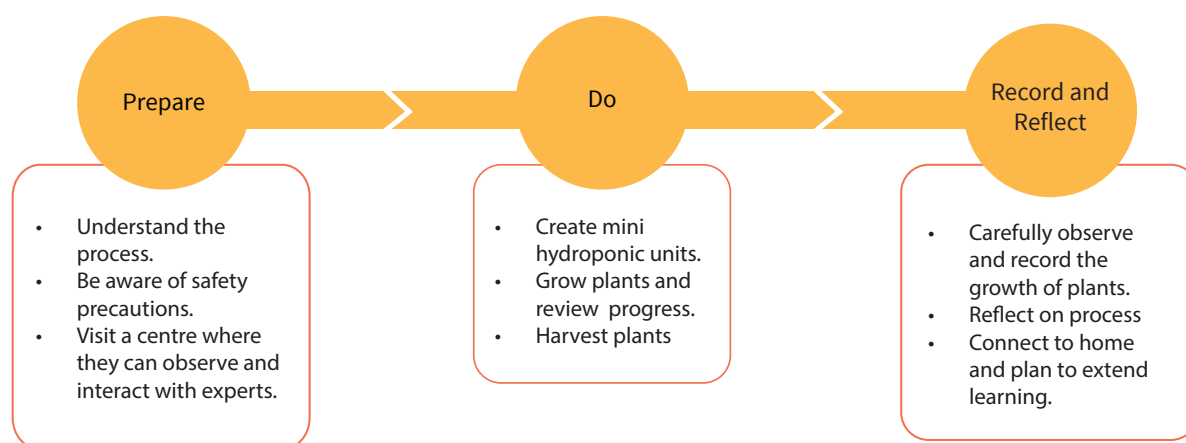 Prepare
• Understand the
process.
• Be aware of safety
precautions.
• Visit a centre where
they can observe and
interact with experts.
Do
• Create mini
hydroponic units.
• Grow plants and
review progress.
• Harvest plants
Record and
Reflect
• Carefully observe
and record the
growth of plants.
• Reflect on process
• Connect to home
and plan to extend
learning.